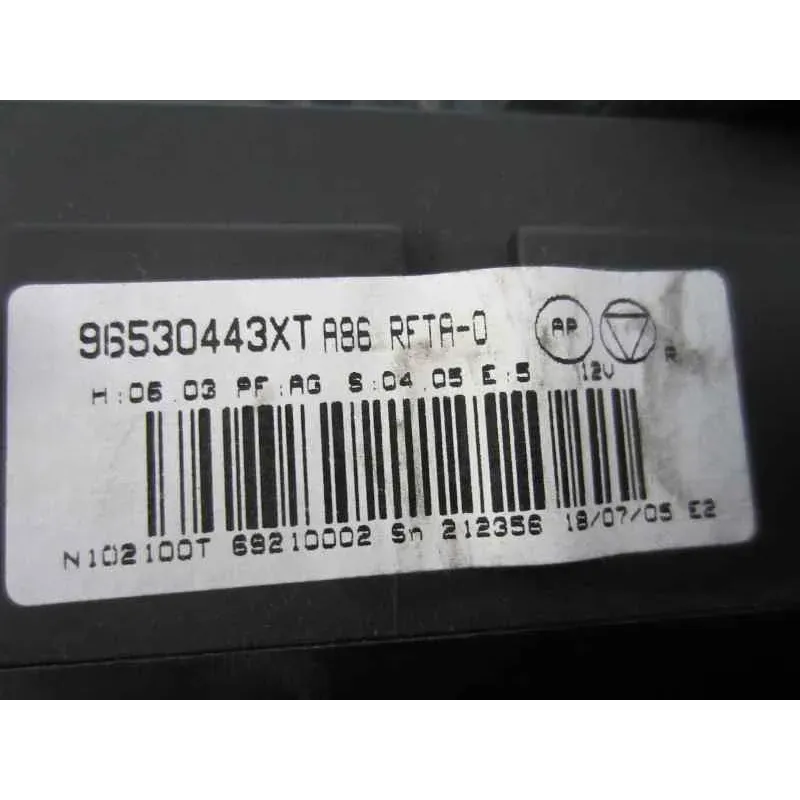 96530443XT A86 RFTA-0 AP
H:06.03 PF:AG S:04.05 E:5 12V
N102100T 69210002 Sn 212356 18/07/05 E2